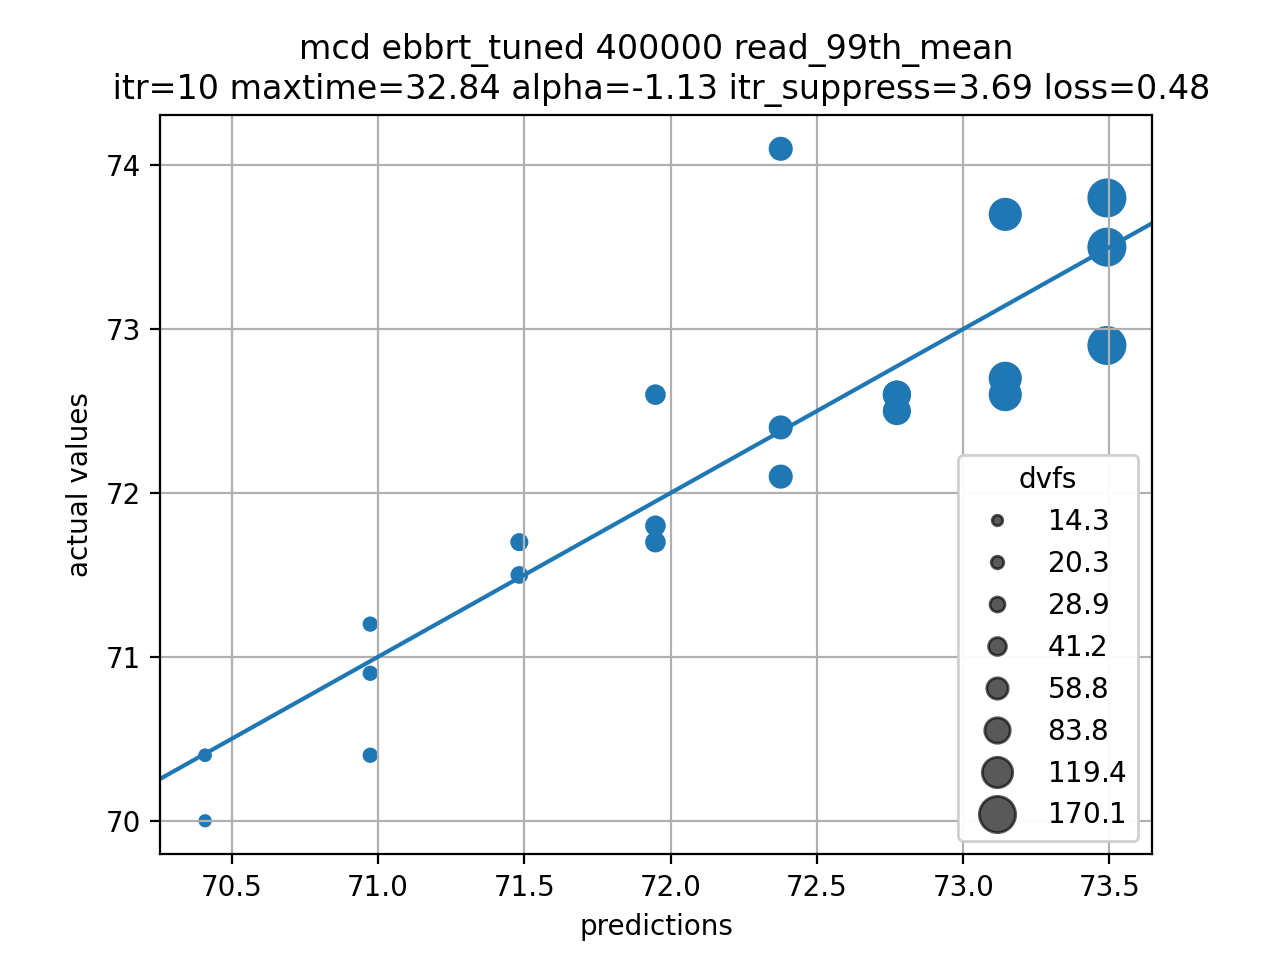 mcd ebbrt_tuned 400000 read_99th_mean
itr=10 maxtime=32.84 alpha=-1.13 itr_suppress=3.69 loss=0.48
74
73
72
71
70
actual values
dvfs
14.3
20.3
28.9
41.2
58.8
83.8
119.4
170.1
70.5 71.0 71.5 72.0 72.5 73.0 73.5
predictions